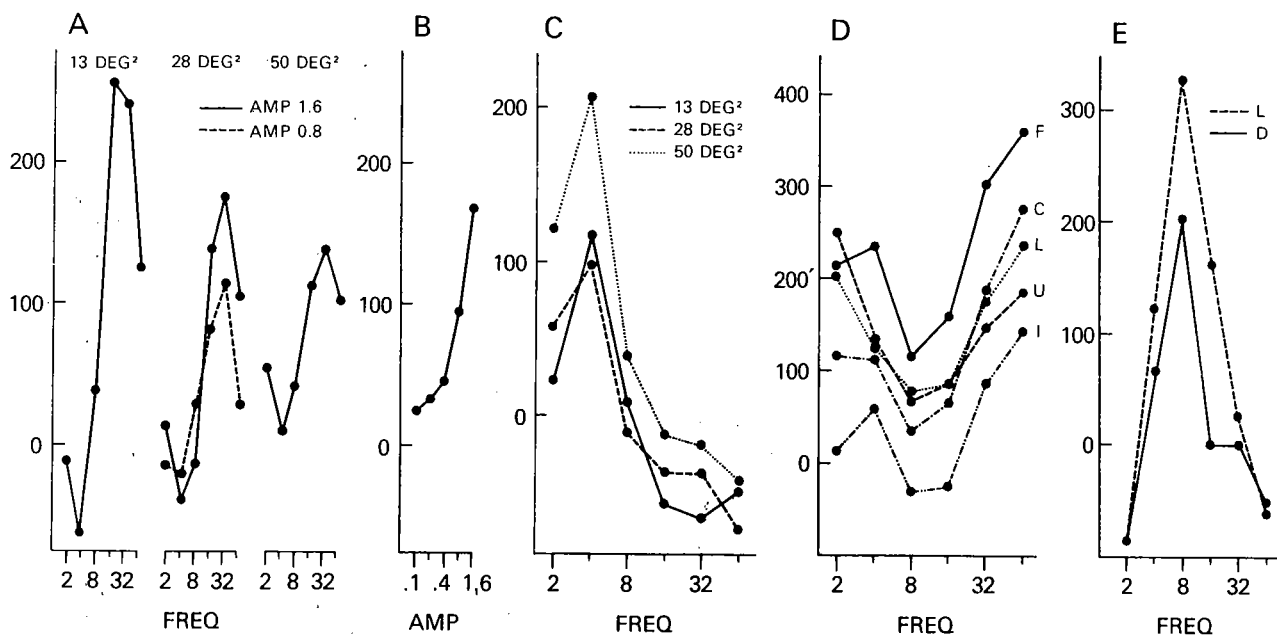 A B C D E
13 DEG² 28 DEG² 50 DEG²
AMP 1.6
AMP 0.8
200
100
0
2 8 32 2 8 32 2 8 32
FREQ
200
100
0
.1 .4 1,6
AMP
13 DEG²
28 DEG²
50 DEG²
200
100
0
2 8 32
FREQ
400
300
200
100
0
F
C
L
U
I
2 8 32
FREQ
L
D
300
200
100
0
2 8 32
FREQ